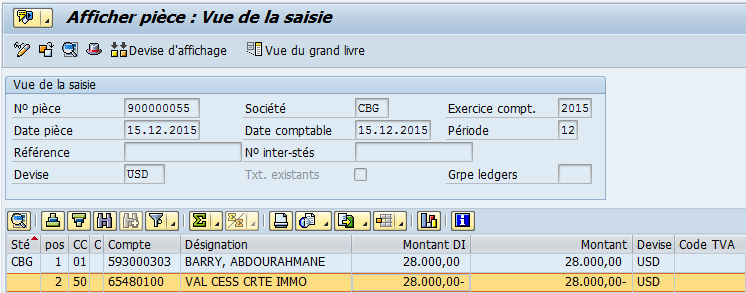 Afficher pièce : Vue de la saisie
Devise d'affichage Vue du grand livre
Vue de la saisie
Nº pièce 900000055 Société CBG Exercice compt. 2015
Date pièce 15.12.2015 Date comptable 15.12.2015 Période 12
Référence Nº inter-stés
Devise USD Txt. existants Grpe ledgers
Sté pos CC C Compte Désignation Montant DI Montant Devise Code TVA
CBG 1 01 593000303 BARRY, ABDOURAHMANE 28.000,00 28.000,00 USD
2 50 65480100 VAL CESS CRTE IMMO 28.000,00- 28.000,00- USD